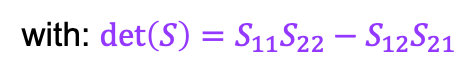 with: det(𝑆) = 𝑆₁₁𝑆₂₂ − 𝑆₁₂𝑆₂₁